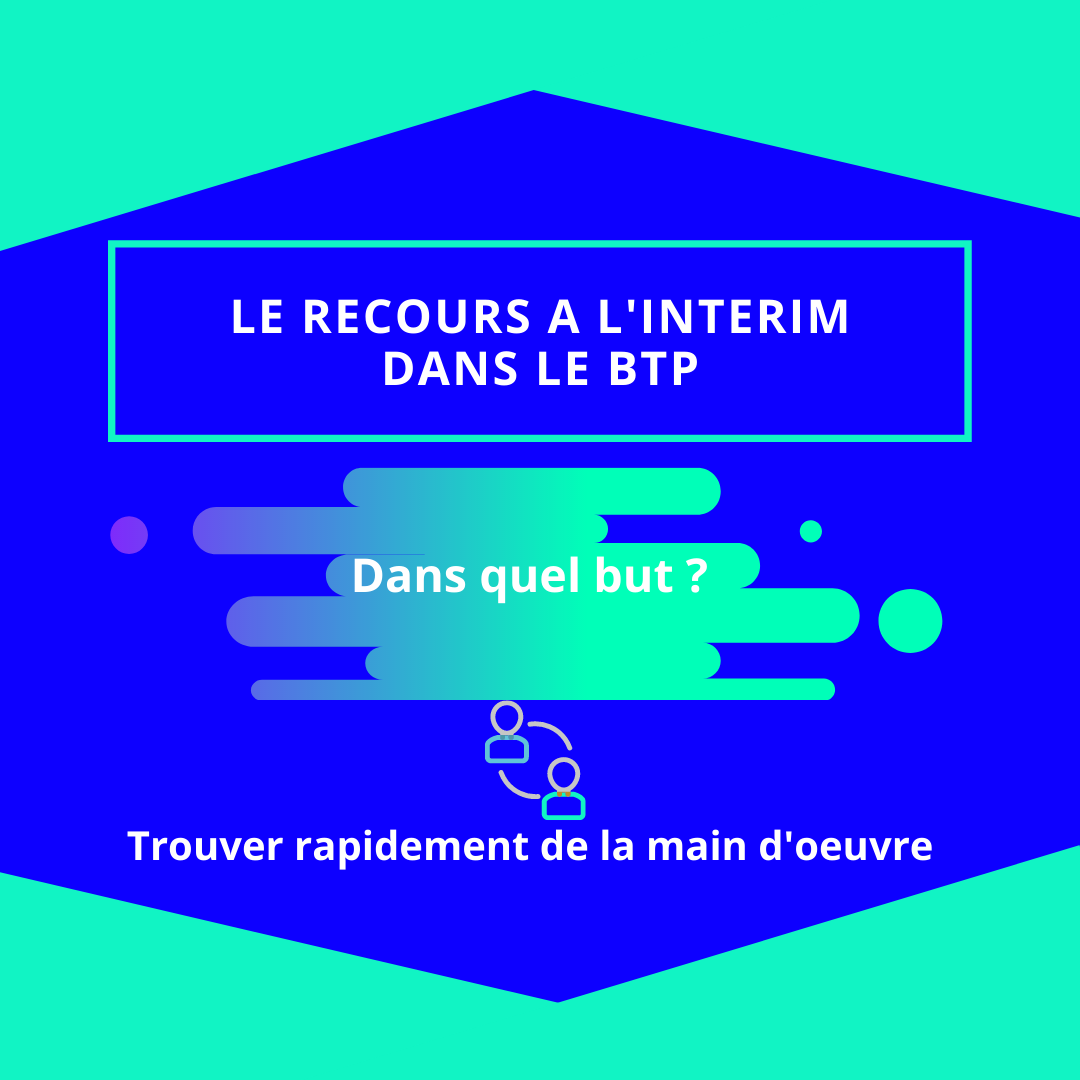 LE RECOURS A L'INTERIM
DANS LE BTP
Dans quel but ?
Trouver rapidement de la main d'oeuvre